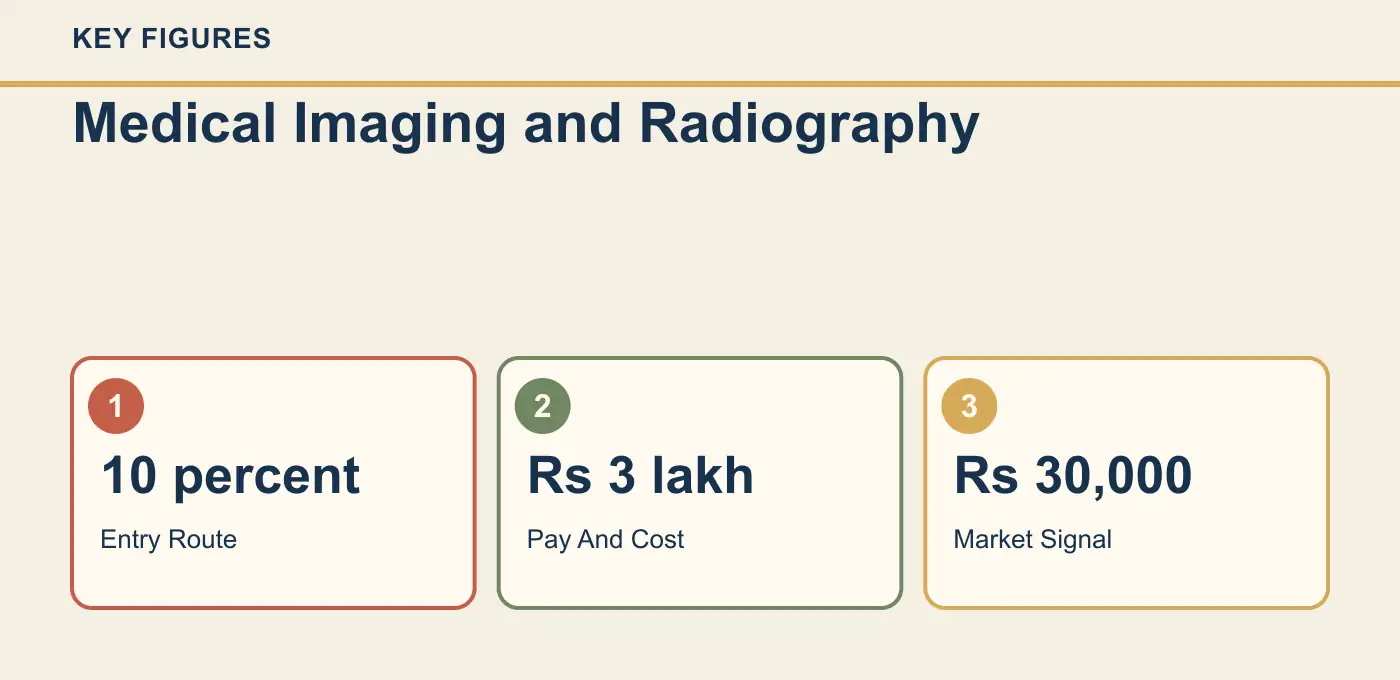 KEY FIGURES
Medical Imaging and Radiography
1
10 percent
Entry Route
2
Rs 3 lakh
Pay And Cost
3
Rs 30,000
Market Signal